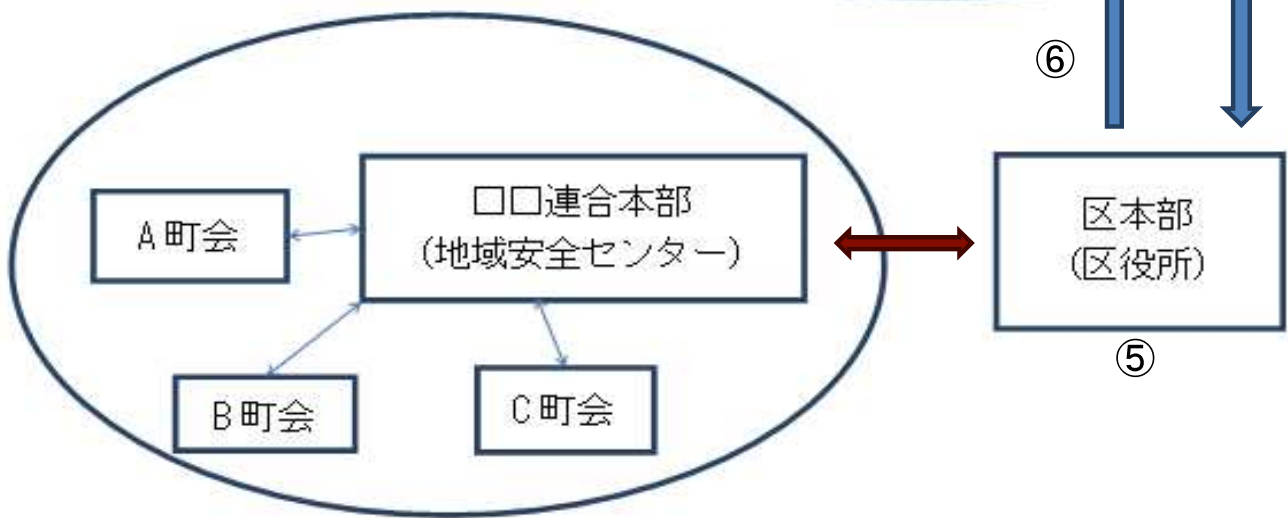 ⑥
□□連合本部
(地域安全センター)
A町会
区本部
(区役所)
⑤
B町会
C町会